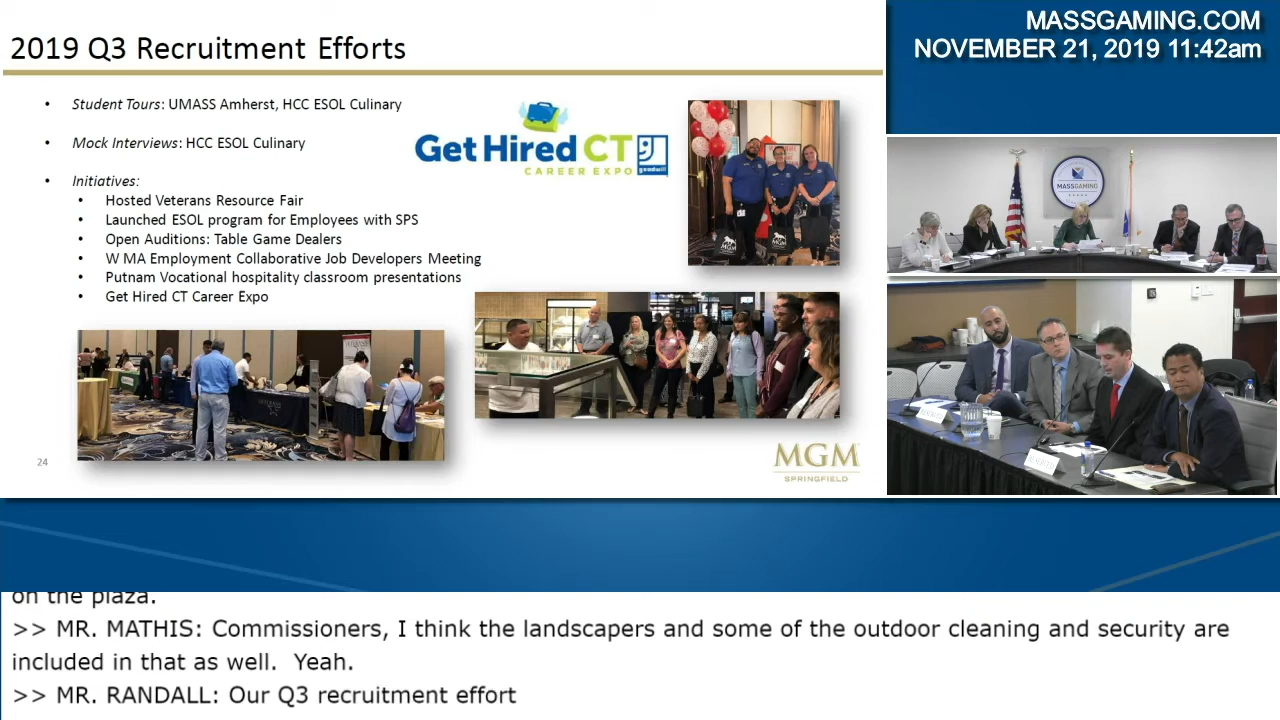 2019 Q3 Recruitment Efforts
• Student Tours: UMASS Amherst, HCC ESOL Culinary
• Mock Interviews: HCC ESOL Culinary
• Initiatives:
• Hosted Veterans Resource Fair
• Launched ESOL program for Employees with SPS
• Open Auditions: Table Game Dealers
• W MA Employment Collaborative Job Developers Meeting
• Putnam Vocational hospitality classroom presentations
• Get Hired CT Career Expo
Get Hired CT
CAREER EXPO
goodwill
MGM
24
MGM
SPRINGFIELD
MASSGAMING.COM
NOVEMBER 21, 2019 11:42am
MASSGAMING
RESERVED
RESERVED
on the plaza.
>> MR. MATHIS: Commissioners, I think the landscapers and some of the outdoor cleaning and security are
included in that as well. Yeah.
>> MR. RANDALL: Our Q3 recruitment effort